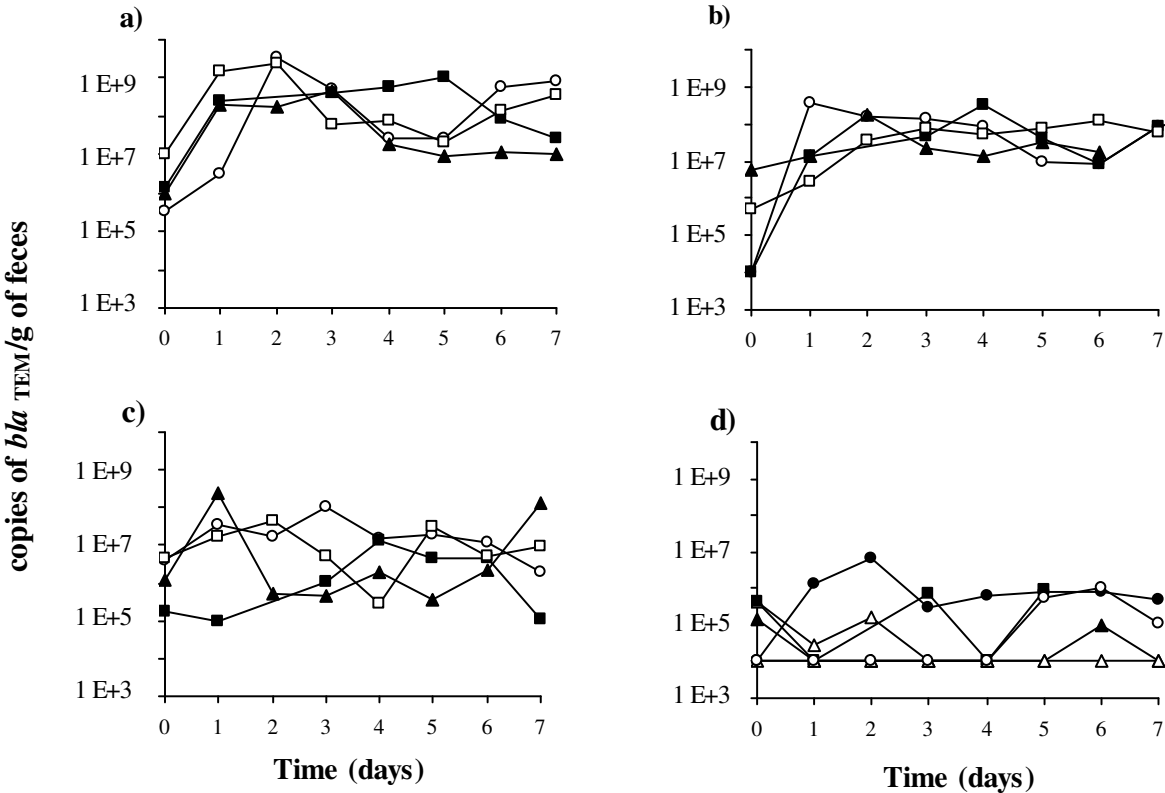 copies of bla TEM/g of feces
a)
1 E+9
1 E+7
1 E+5
1 E+3
0 1 2 3 4 5 6 7
b)
1 E+9
1 E+7
1 E+5
1 E+3
0 1 2 3 4 5 6 7
c)
1 E+9
1 E+7
1 E+5
1 E+3
0 1 2 3 4 5 6 7
Time (days)
d)
1 E+9
1 E+7
1 E+5
1 E+3
0 1 2 3 4 5 6 7
Time (days)